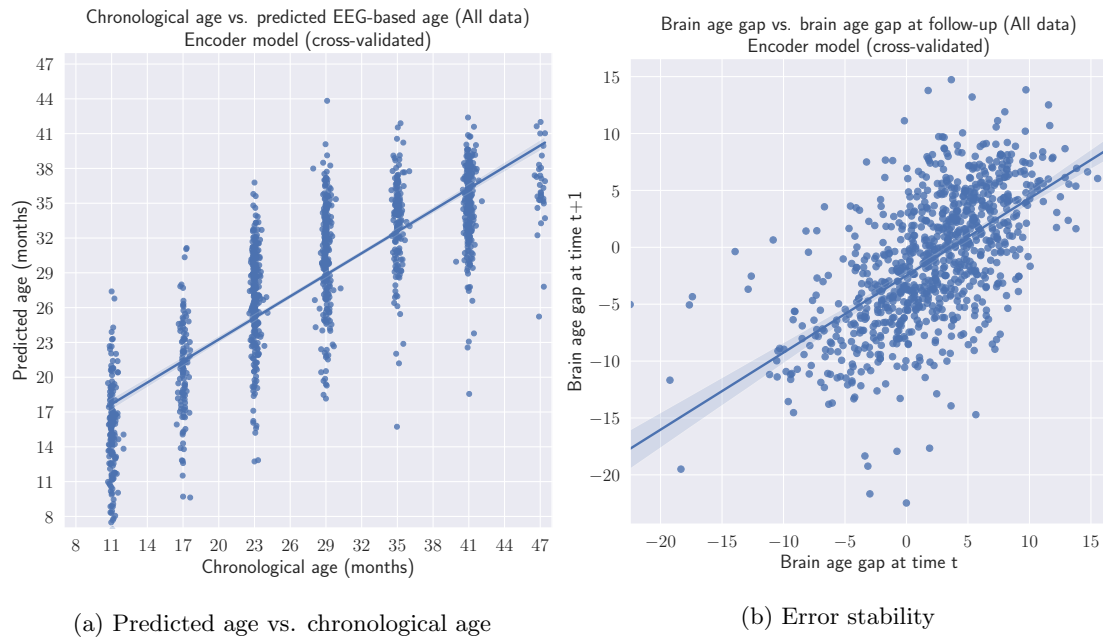 Chronological age vs. predicted EEG-based age (All data)
Encoder model (cross-validated)
47
44
41
38
35
32
29
26
23
20
17
14
11
8
Predicted age (months)
8 11 14 17 20 23 26 29 32 35 38 41 44 47
Chronological age (months)
(a) Predicted age vs. chronological age
Brain age gap vs. brain age gap at follow-up (All data)
Encoder model (cross-validated)
15
10
5
0
−5
−10
−15
−20
Brain age gap at time t+1
−20 −15 −10 −5 0 5 10 15
Brain age gap at time t
(b) Error stability